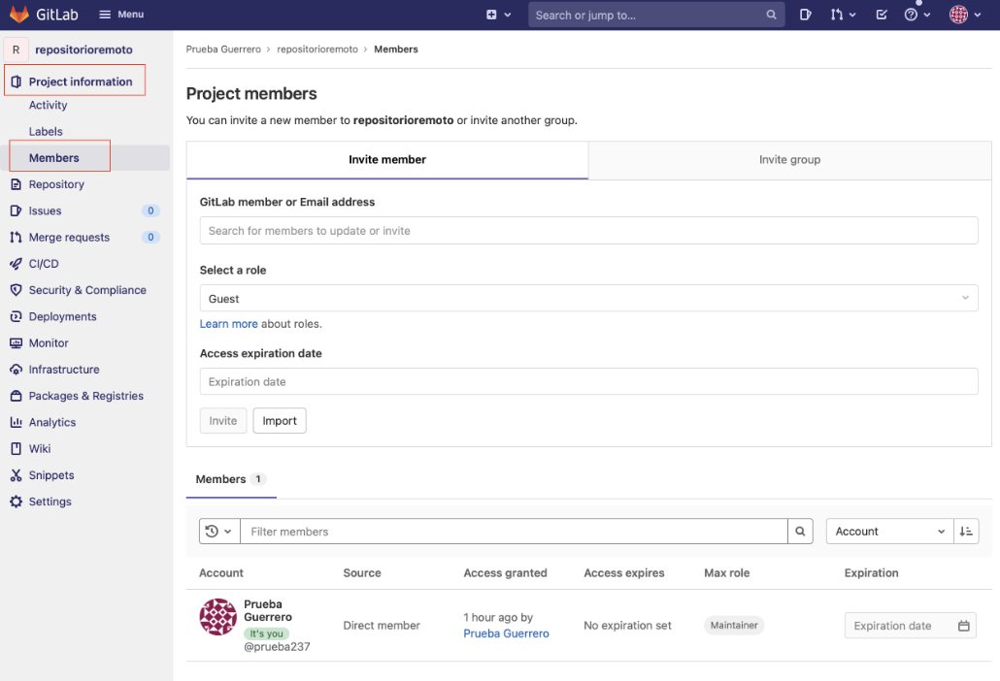 GitLab
Menu
Search or jump to...
R repositorioremoto
Project information
Activity
Labels
Members
Repository
Issues 0
Merge requests 0
CI/CD
Security & Compliance
Deployments
Monitor
Infrastructure
Packages & Registries
Analytics
Wiki
Snippets
Settings
Prueba Guerrero › repositorioremoto › Members
Project members
You can invite a new member to repositorioremoto or invite another group.
Invite member
Invite group
GitLab member or Email address
Search for members to update or invite
Select a role
Guest
Learn more about roles.
Access expiration date
Expiration date
Invite
Import
Members 1
Filter members
Account
Account Source Access granted Access expires Max role Expiration
Prueba
Guerrero
It's you
@prueba237
Direct member
1 hour ago by
Prueba Guerrero
No expiration set
Maintainer
Expiration date